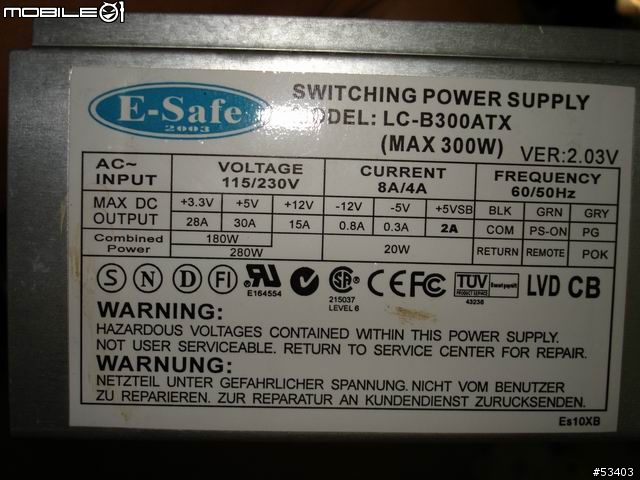 MOBILE01
E-Safe
2003
SWITCHING POWER SUPPLY
MODEL: LC-B300ATX
(MAX 300W) VER:2.03V
AC~ INPUT VOLTAGE 115/230V CURRENT 8A/4A FREQUENCY 60/50Hz
MAX DC OUTPUT +3.3V +5V +12V -12V -5V +5VSB BLK GRN GRY
28A 30A 15A 0.8A 0.3A 2A COM PS-ON PG
Combined Power 180W 20W RETURN REMOTE POK
280W
S N D FI RU US E164554 215037 LEVEL 6 CE FC TUV PRODUCT SERVICE 43236 LVD CB
WARNING:
HAZARDOUS VOLTAGES CONTAINED WITHIN THIS POWER SUPPLY.
NOT USER SERVICEABLE. RETURN TO SERVICE CENTER FOR REPAIR.
WARNUNG:
NETZTEIL UNTER GEFAHRLICHER SPANNUNG. NICHT VOM BENUTZER
ZU REPARIEREN. ZUR REPARATUR AN KUNDENDIENST ZURUCKSENDEN.
Es10XB
#53403